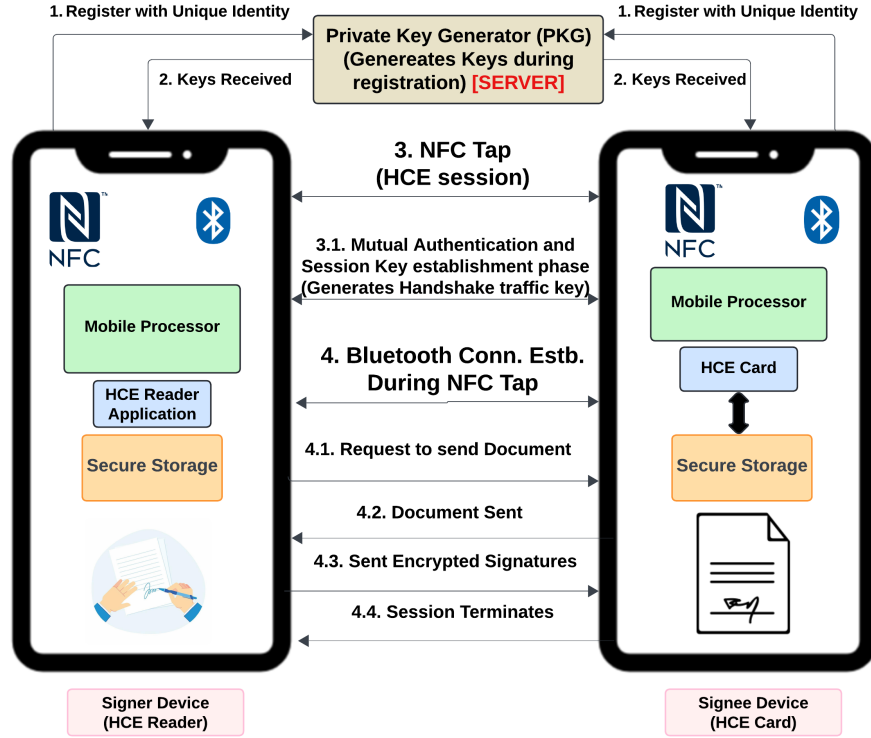 1. Register with Unique Identity
1. Register with Unique Identity
Private Key Generator (PKG)
(Genereates Keys during
registration) [SERVER]
2. Keys Received
2. Keys Received
3. NFC Tap
(HCE session)
3.1. Mutual Authentication and
Session Key establishment phase
(Generates Handshake traffic key)
4. Bluetooth Conn. Estb.
During NFC Tap
4.1. Request to send Document
4.2. Document Sent
4.3. Sent Encrypted Signatures
4.4. Session Terminates
NFC
TM
Mobile Processor
HCE Reader
Application
Secure Storage
Signer Device
(HCE Reader)
NFC
TM
Mobile Processor
HCE Card
Secure Storage
Signee Device
(HCE Card)